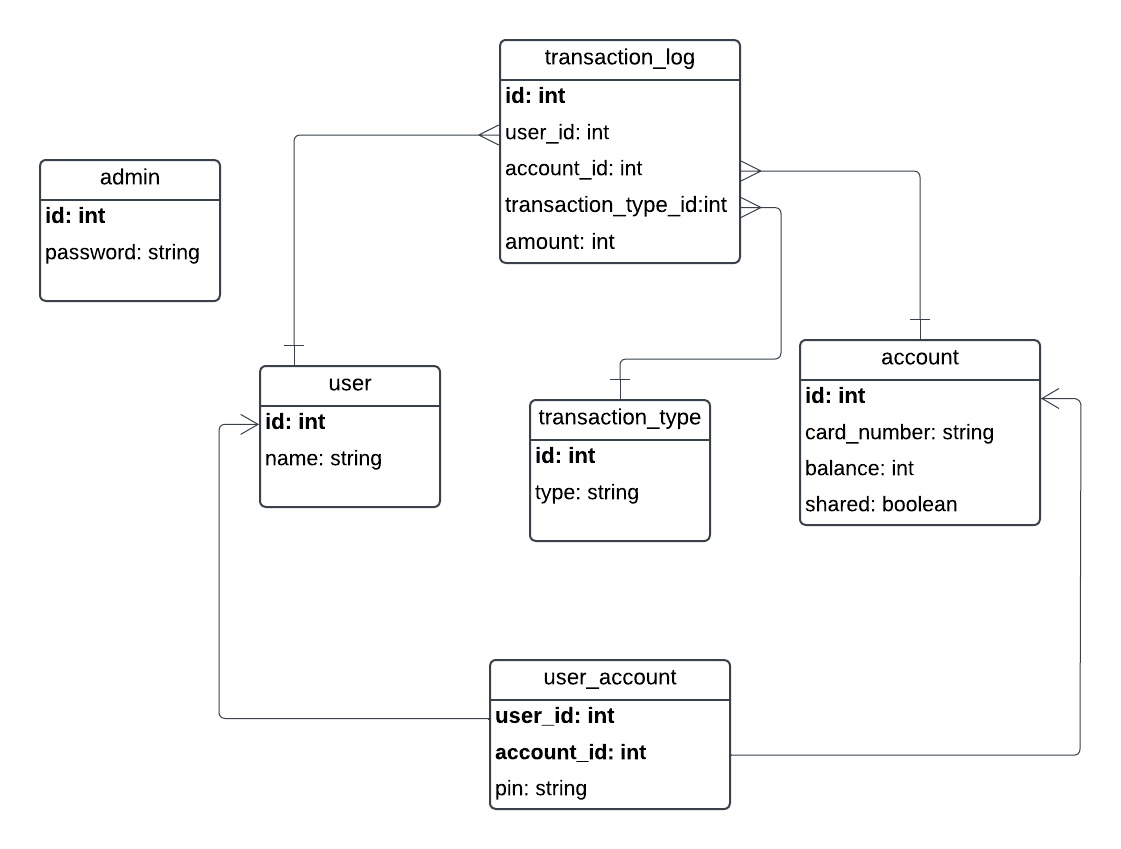 transaction_log
id: int
user_id: int
account_id: int
transaction_type_id:int
amount: int
admin
id: int
password: string
user
id: int
name: string
transaction_type
id: int
type: string
account
id: int
card_number: string
balance: int
shared: boolean
user_account
user_id: int
account_id: int
pin: string